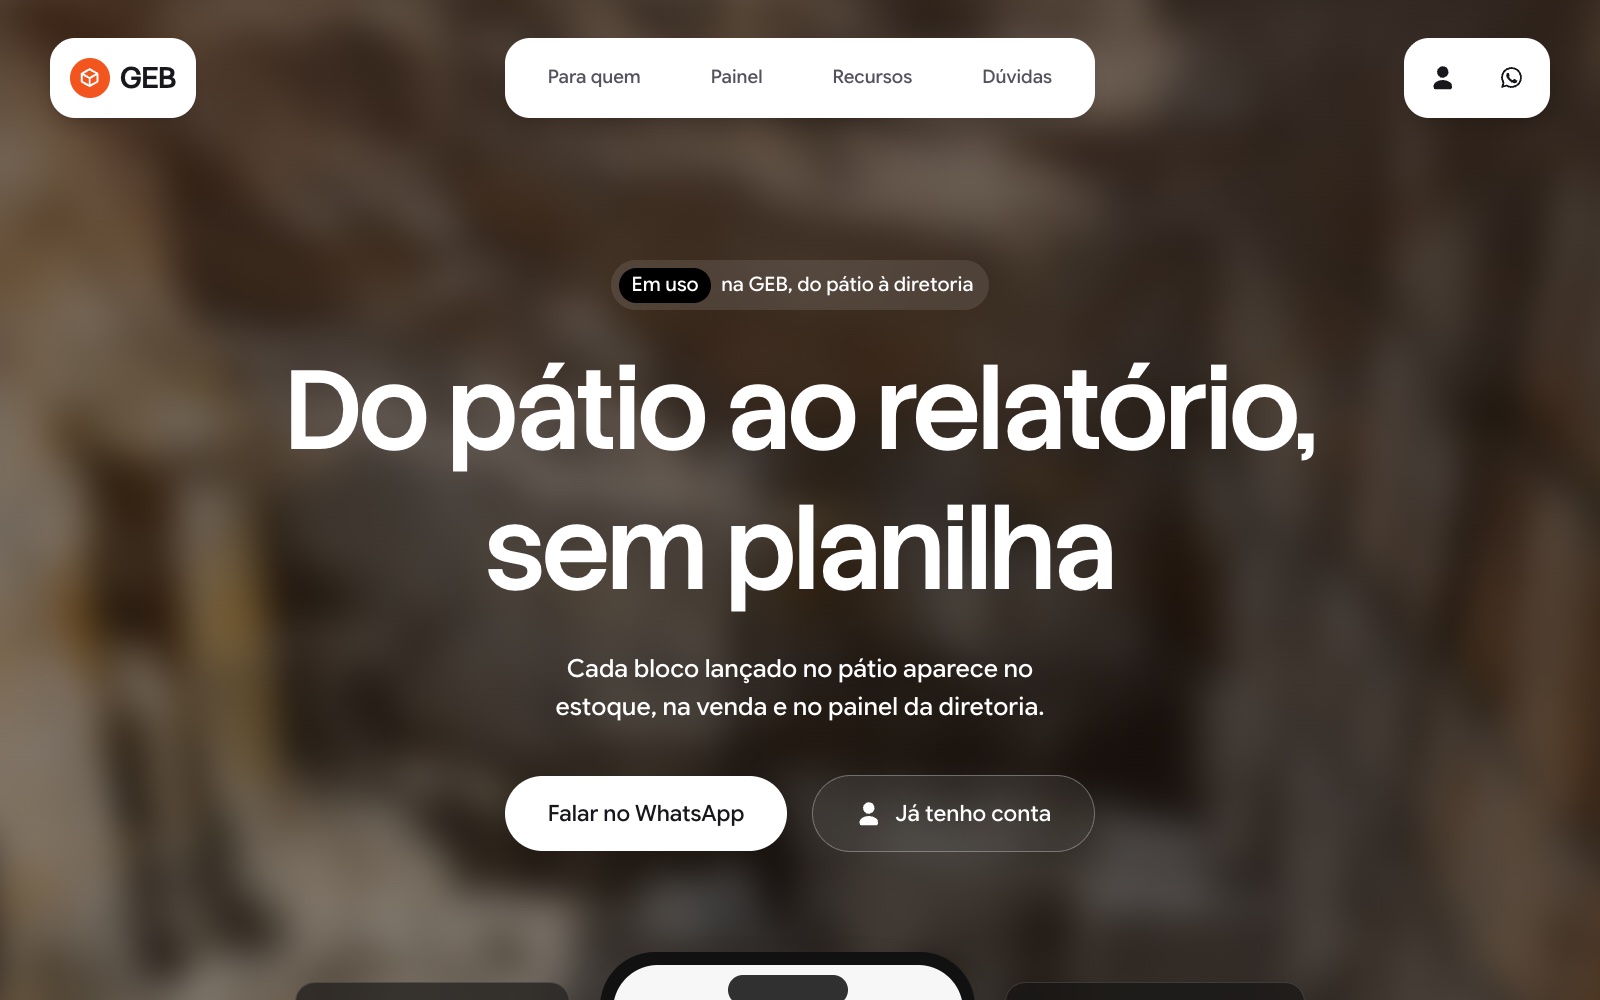 GEB
Para quem
Painel
Recursos
Dúvidas
Em uso na GEB, do pátio à diretoria
Do pátio ao relatório,
sem planilha
Cada bloco lançado no pátio aparece no
estoque, na venda e no painel da diretoria.
Falar no WhatsApp
Já tenho conta